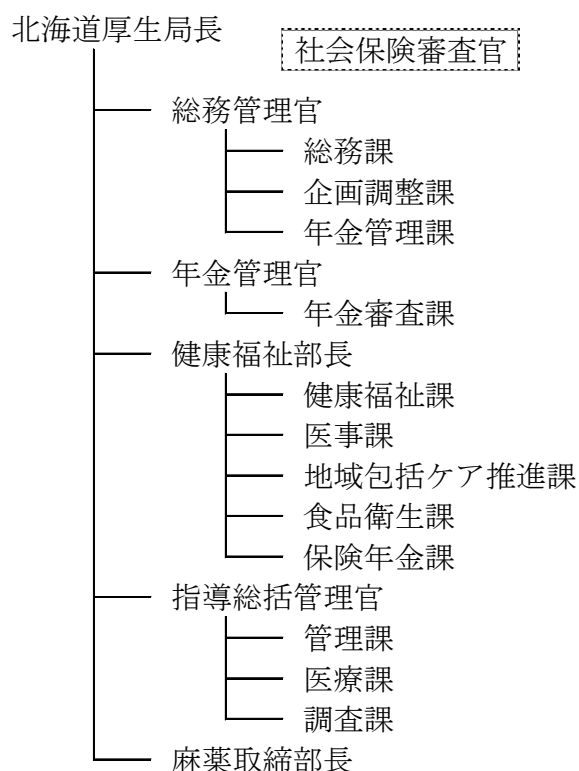 北海道厚生局長
社会保険審査官
総務管理官
総務課
企画調整課
年金管理課
年金管理官
年金審査課
健康福祉部長
健康福祉課
医事課
地域包括ケア推進課
食品衛生課
保険年金課
指導総括管理官
管理課
医療課
調査課
麻薬取締部長